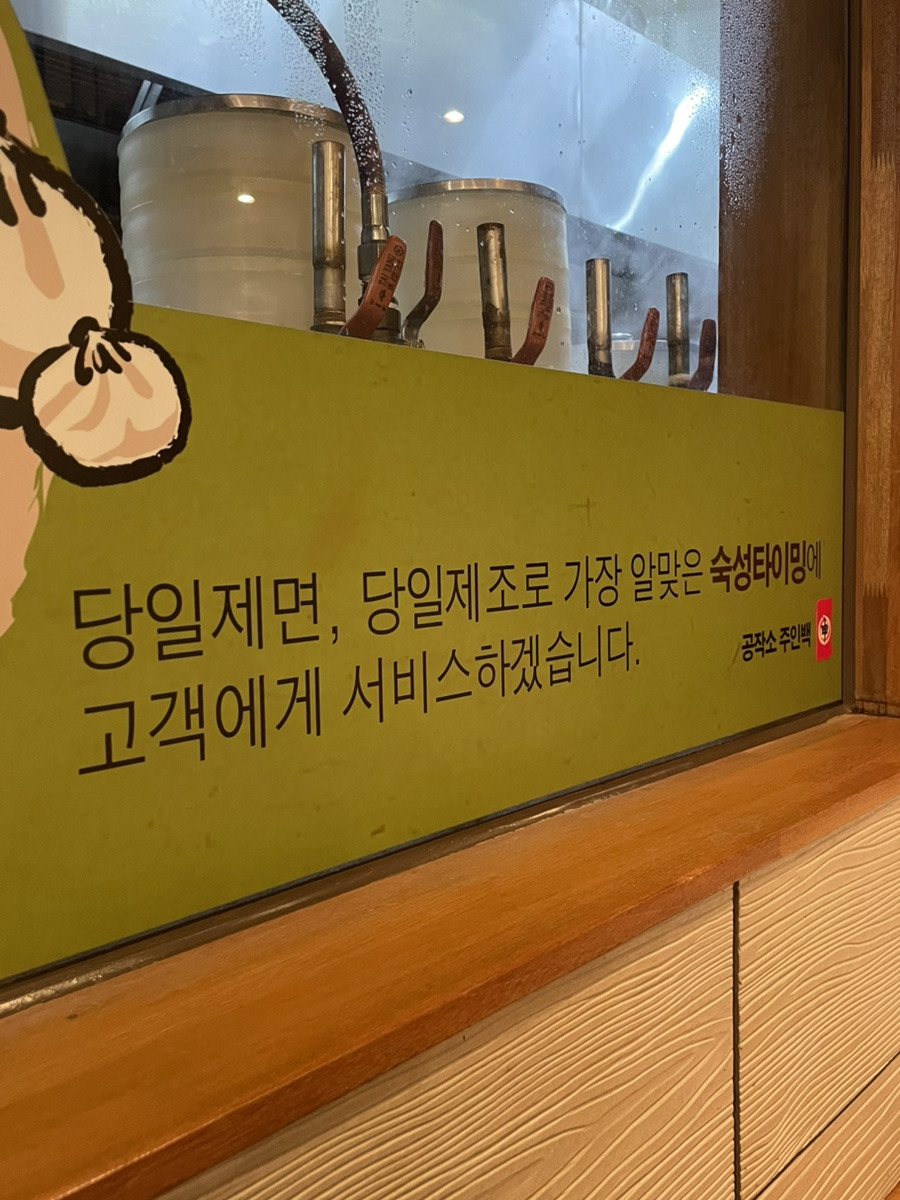 당일제면, 당일제조로 가장 알맞은 숙성타이밍에
고객에게 서비스하겠습니다.
공작소 주인백